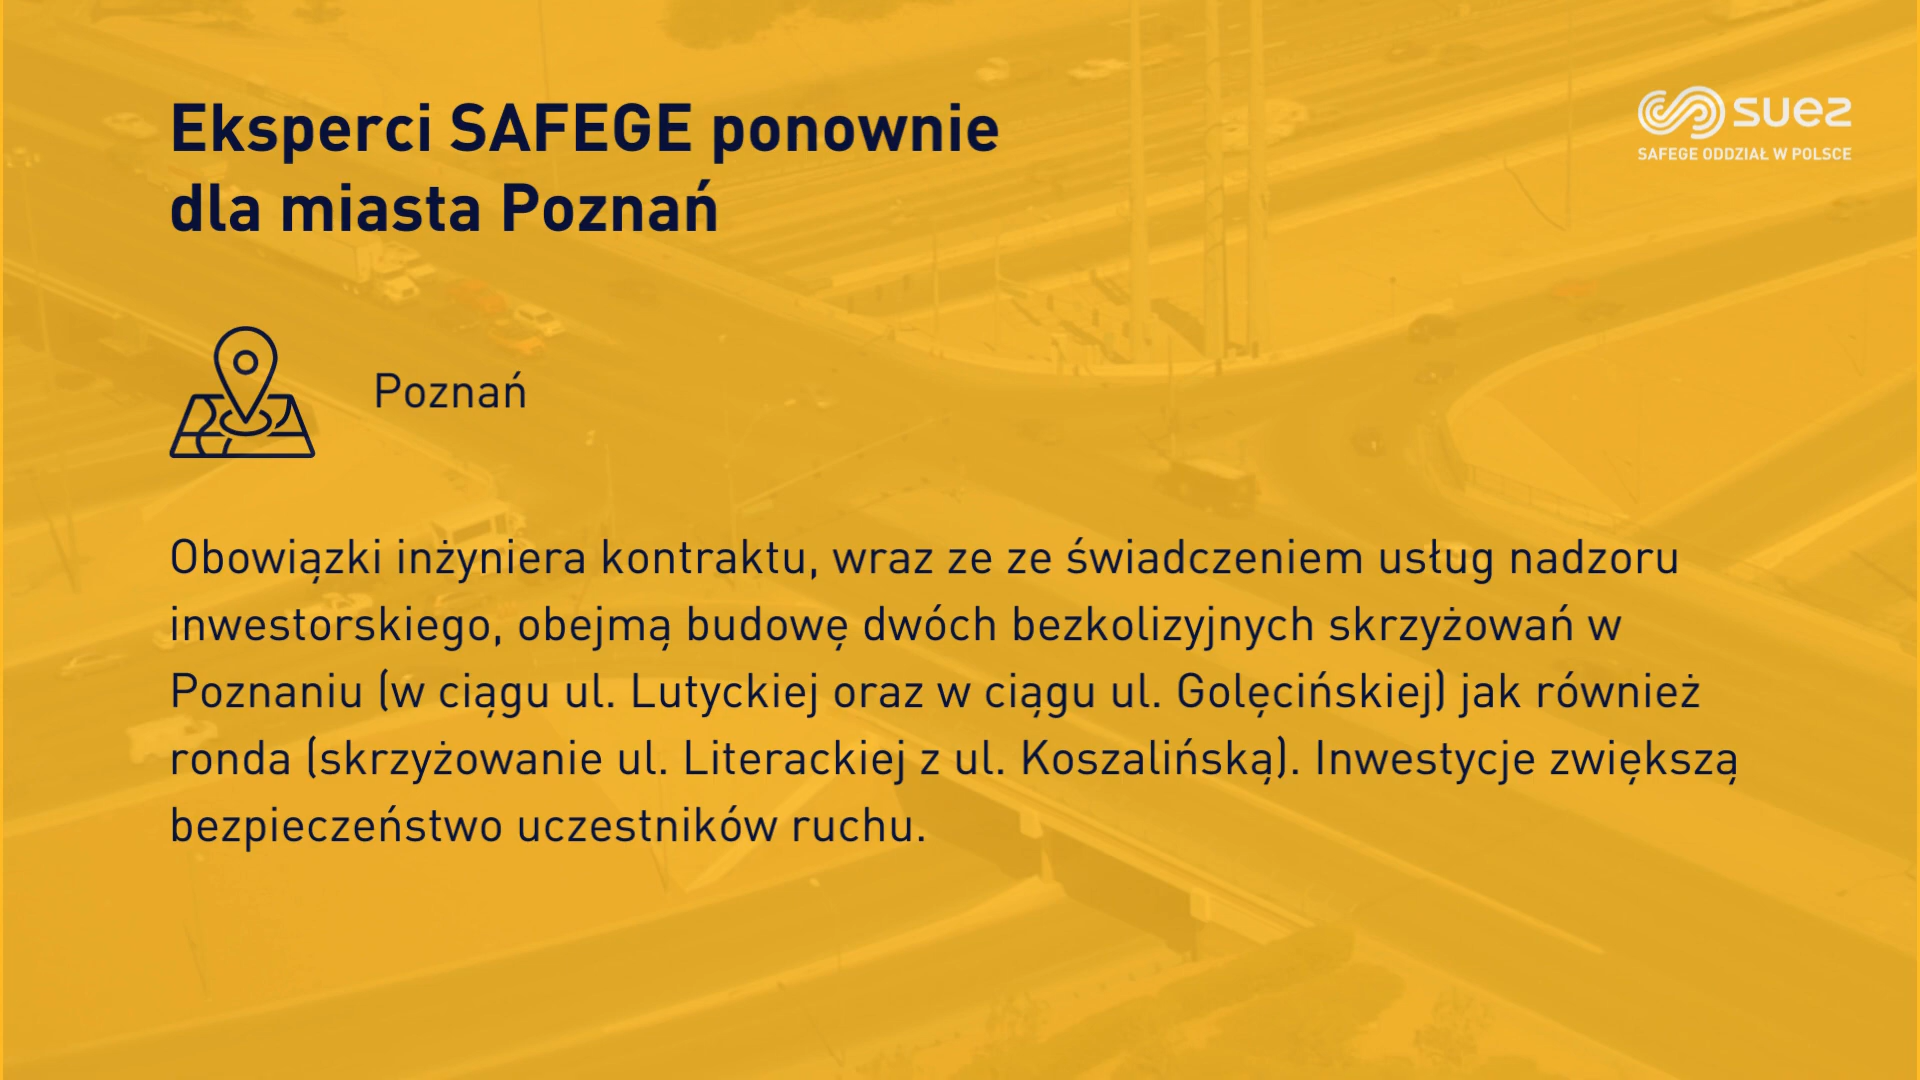 Eksperci SAFEGE ponownie
dla miasta Poznań
suez
SAFEGE ODDZIAŁ W POLSCE
Poznań
Obowiązki inżyniera kontraktu, wraz ze ze świadczeniem usług nadzoru
inwestorskiego, obejmą budowę dwóch bezkolizyjnych skrzyżowań w
Poznaniu (w ciągu ul. Lutyckiej oraz w ciągu ul. Golęcińskiej) jak również
ronda (skrzyżowanie ul. Literackiej z ul. Koszalińską). Inwestycje zwiększą
bezpieczeństwo uczestników ruchu.